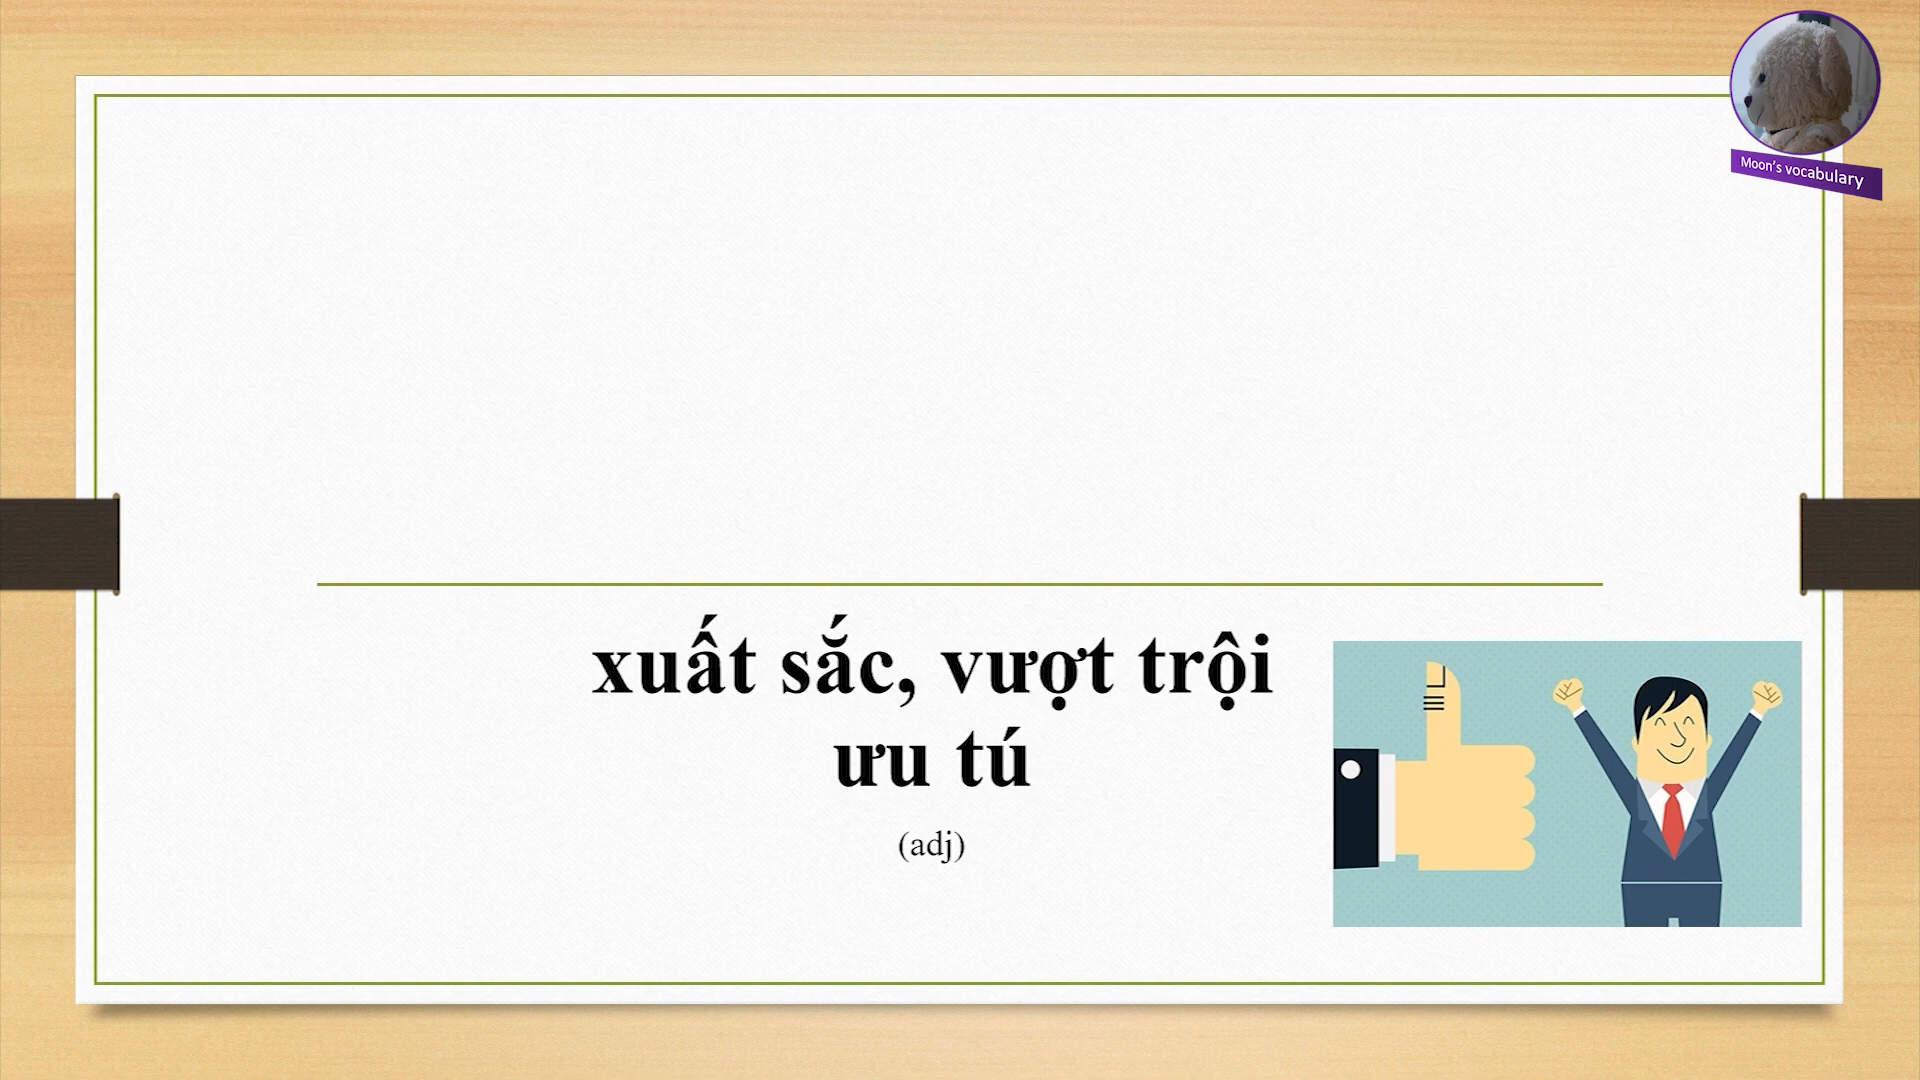 Moon's vocabulary
xuất sắc, vượt trội
ưu tú
(adj)